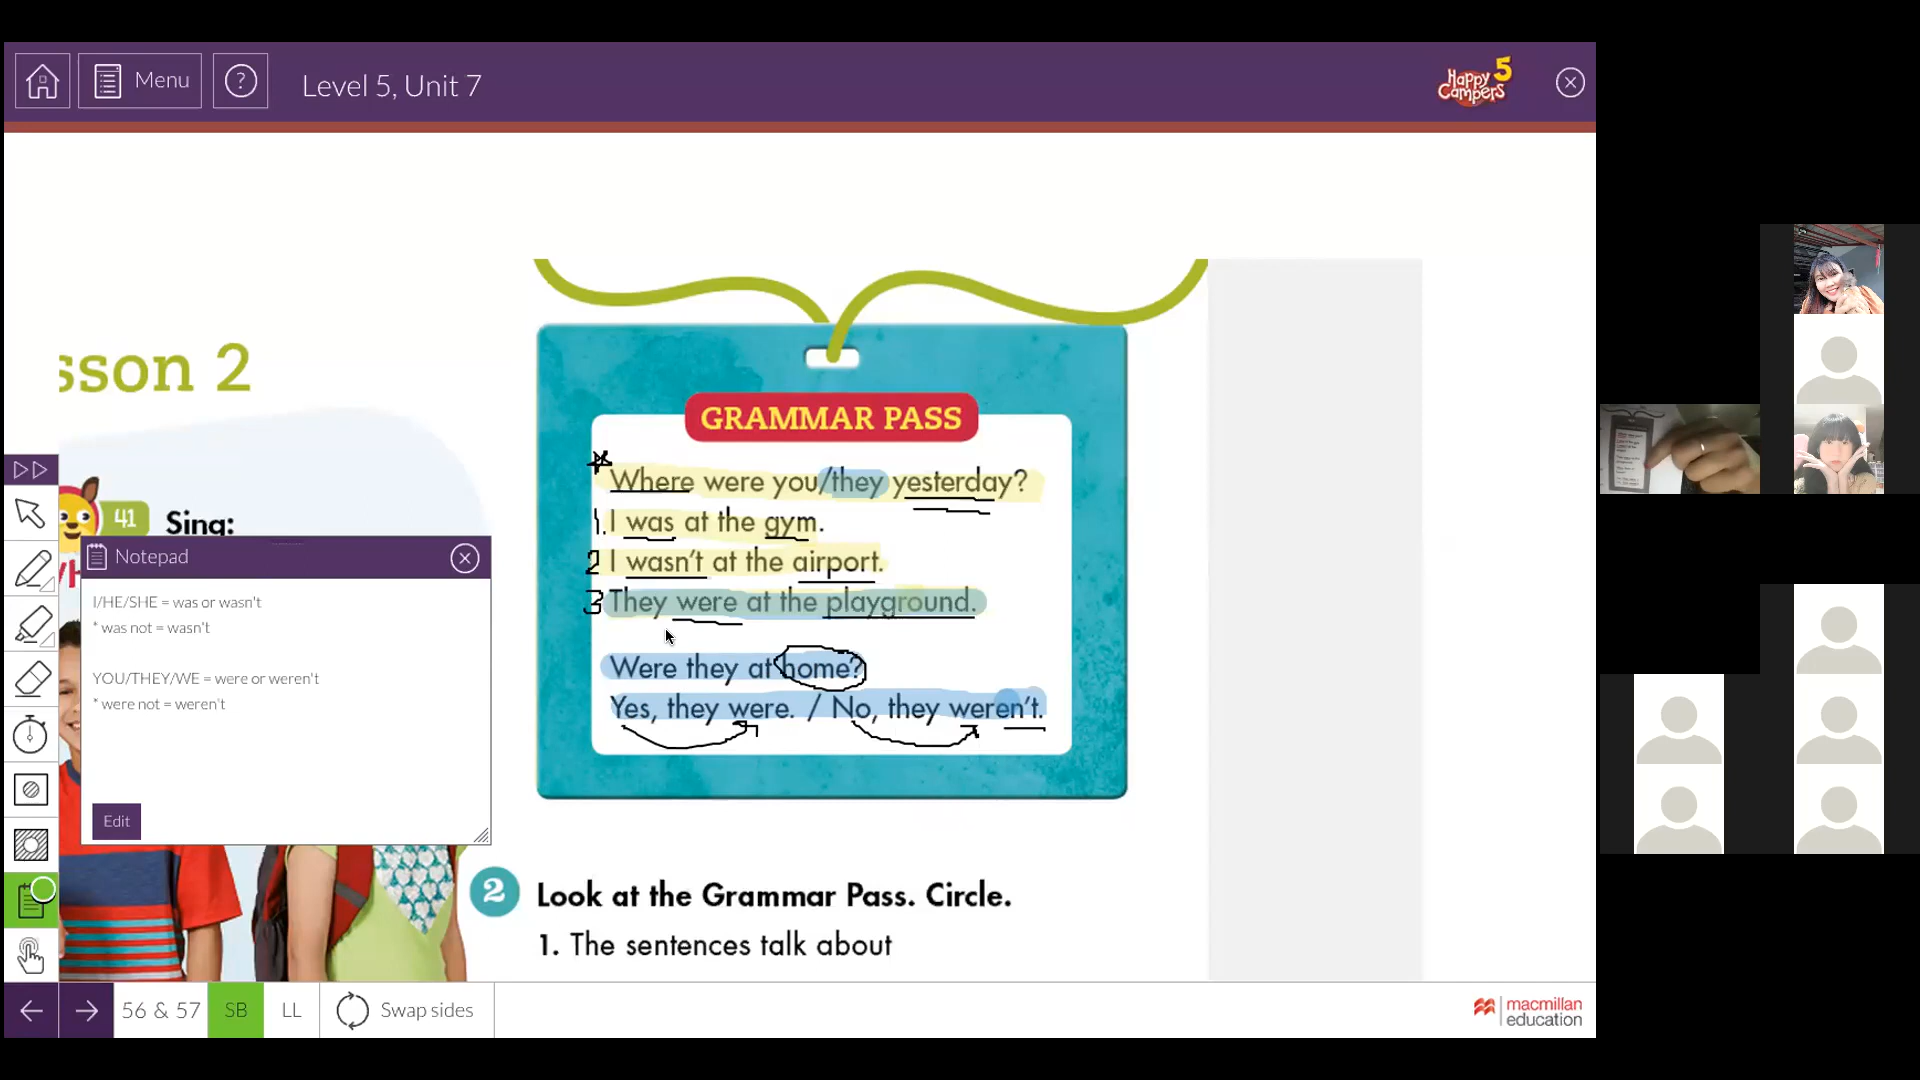 Menu
?
Level 5, Unit 7
Happy Campers 5
sson 2
GRAMMAR PASS
Where were you/they yesterday?
1. I was at the gym.
2 I wasn't at the airport.
3 They were at the playground.
Were they at home?
Yes, they were. / No, they weren't.
41 Sing:
Notepad
I/HE/SHE = was or wasn't
* was not = wasn't
YOU/THEY/WE = were or weren't
* were not = weren't
Edit
2 Look at the Grammar Pass. Circle.
1. The sentences talk about
56 & 57
SB
LL
Swap sides
macmillan
education